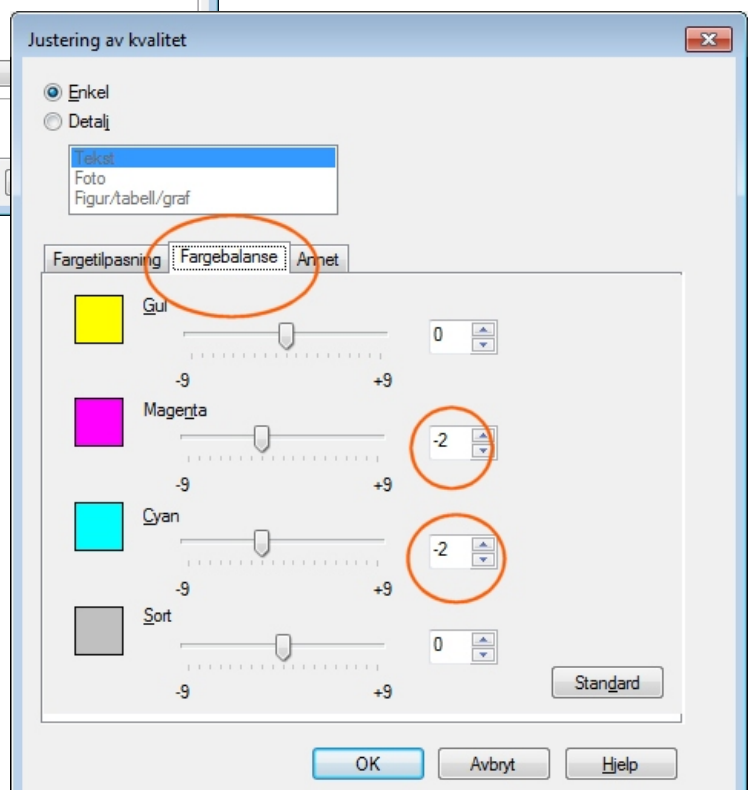 Justering av kvalitet
Enkel
Detalj
Tekst
Foto
Figur/tabell/graf
Fargetilpasning Fargebalanse Annet
Gul
0
-9 +9
Magenta
-2
-9 +9
Cyan
-2
-9 +9
Sort
0
-9 +9
Standard
OK Avbryt Hjelp